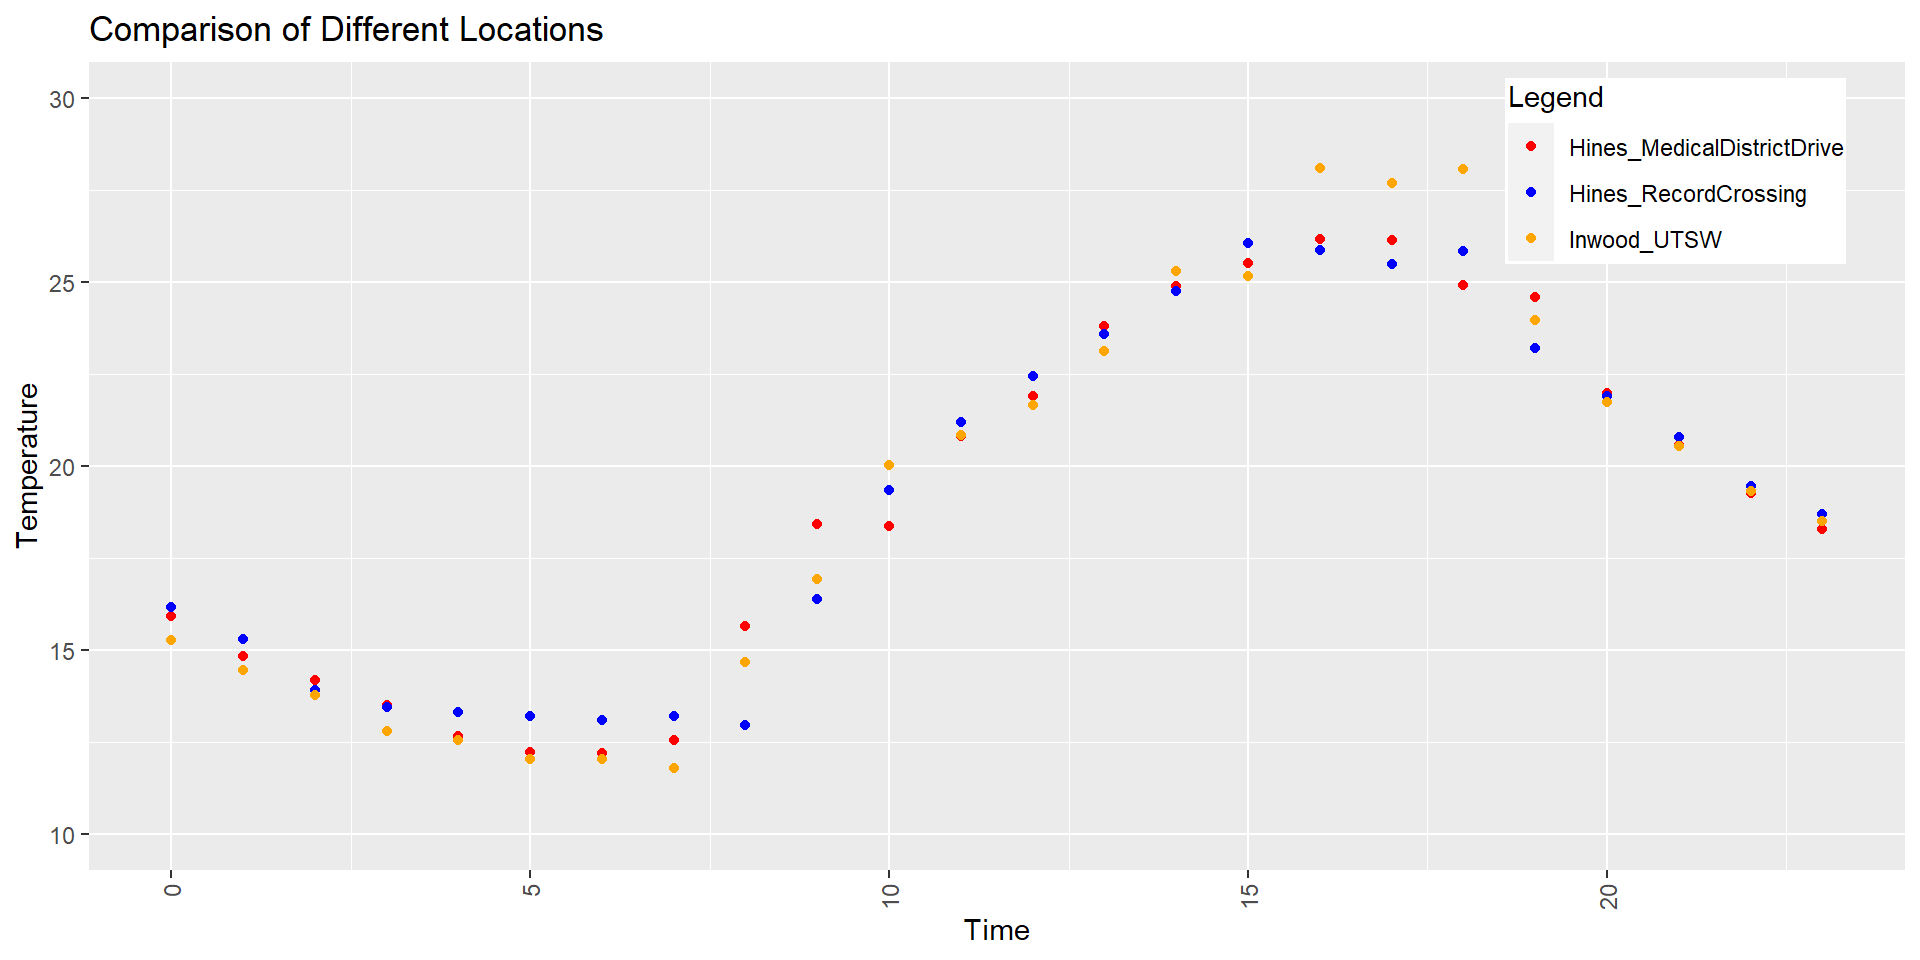 Comparison of Different Locations
30
25
20
15
10
Temperature
Legend
Hines_MedicalDistrictDrive
Hines_RecordCrossing
Inwood_UTSW
0
5
10
15
20
Time